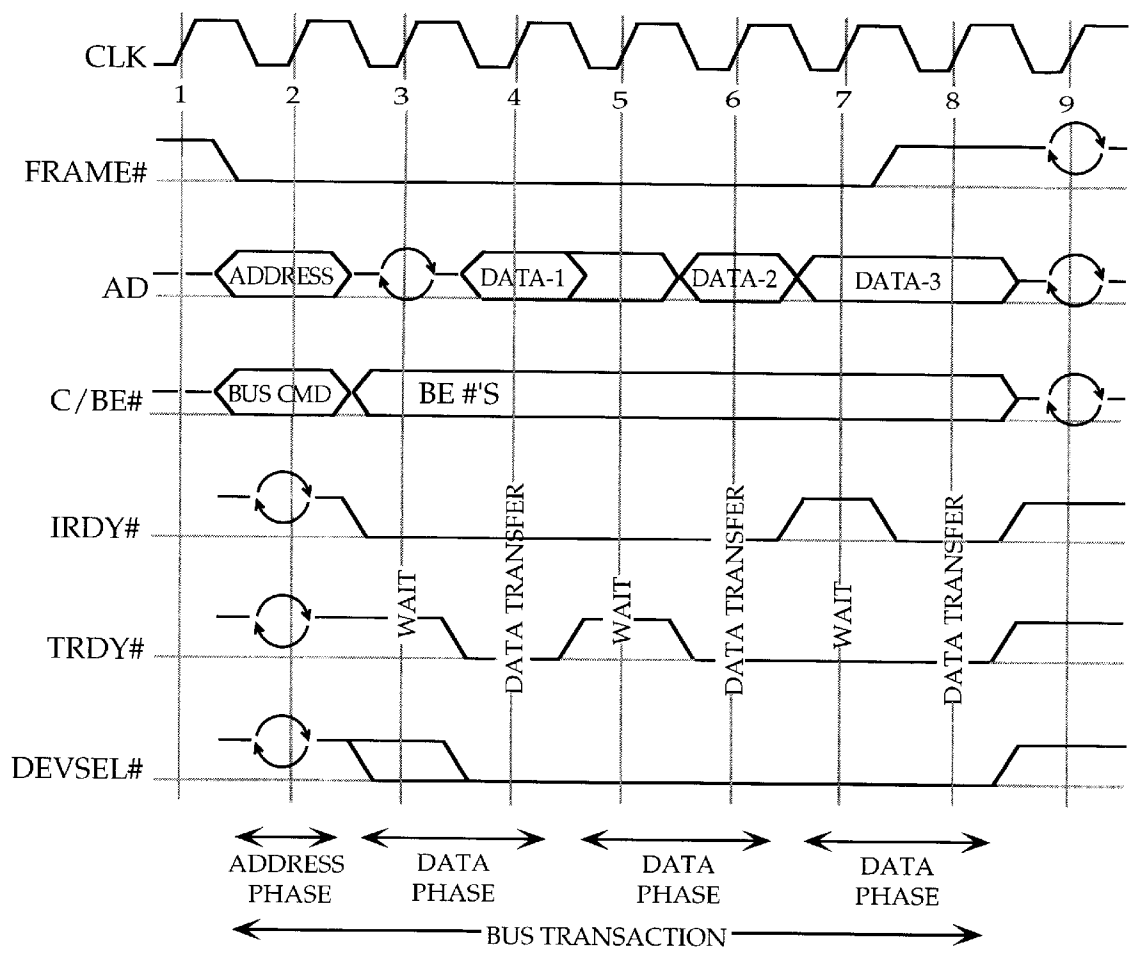 CLK
1 2 3 4 5 6 7 8 9
FRAME#
AD
ADDRESS
DATA-1
DATA-2
DATA-3
C/BE#
BUS CMD
BE #'S
IRDY#
TRDY#
WAIT
DATA TRANSFER
WAIT
DATA TRANSFER
WAIT
DATA TRANSFER
DEVSEL#
ADDRESS
PHASE
DATA
PHASE
DATA
PHASE
DATA
PHASE
BUS TRANSACTION